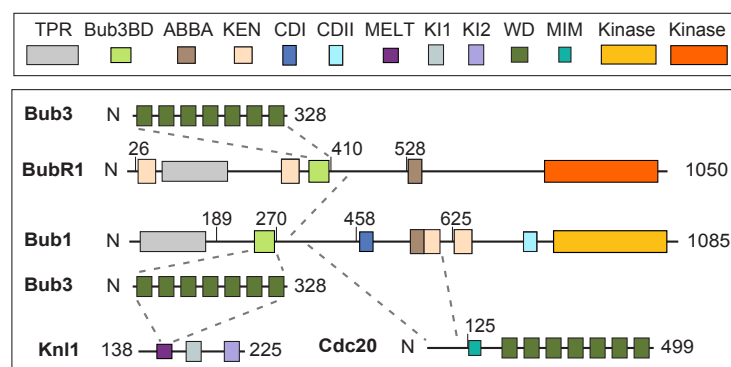 TPR Bub3BD ABBA KEN CDI CDII MELT KI1 KI2 WD MIM Kinase Kinase
Bub3 N 328
26 410 528
BubR1 N 1050
189 270 458 625
Bub1 N 1085
Bub3 N 328
125
Knl1 138 225 Cdc20 N 499